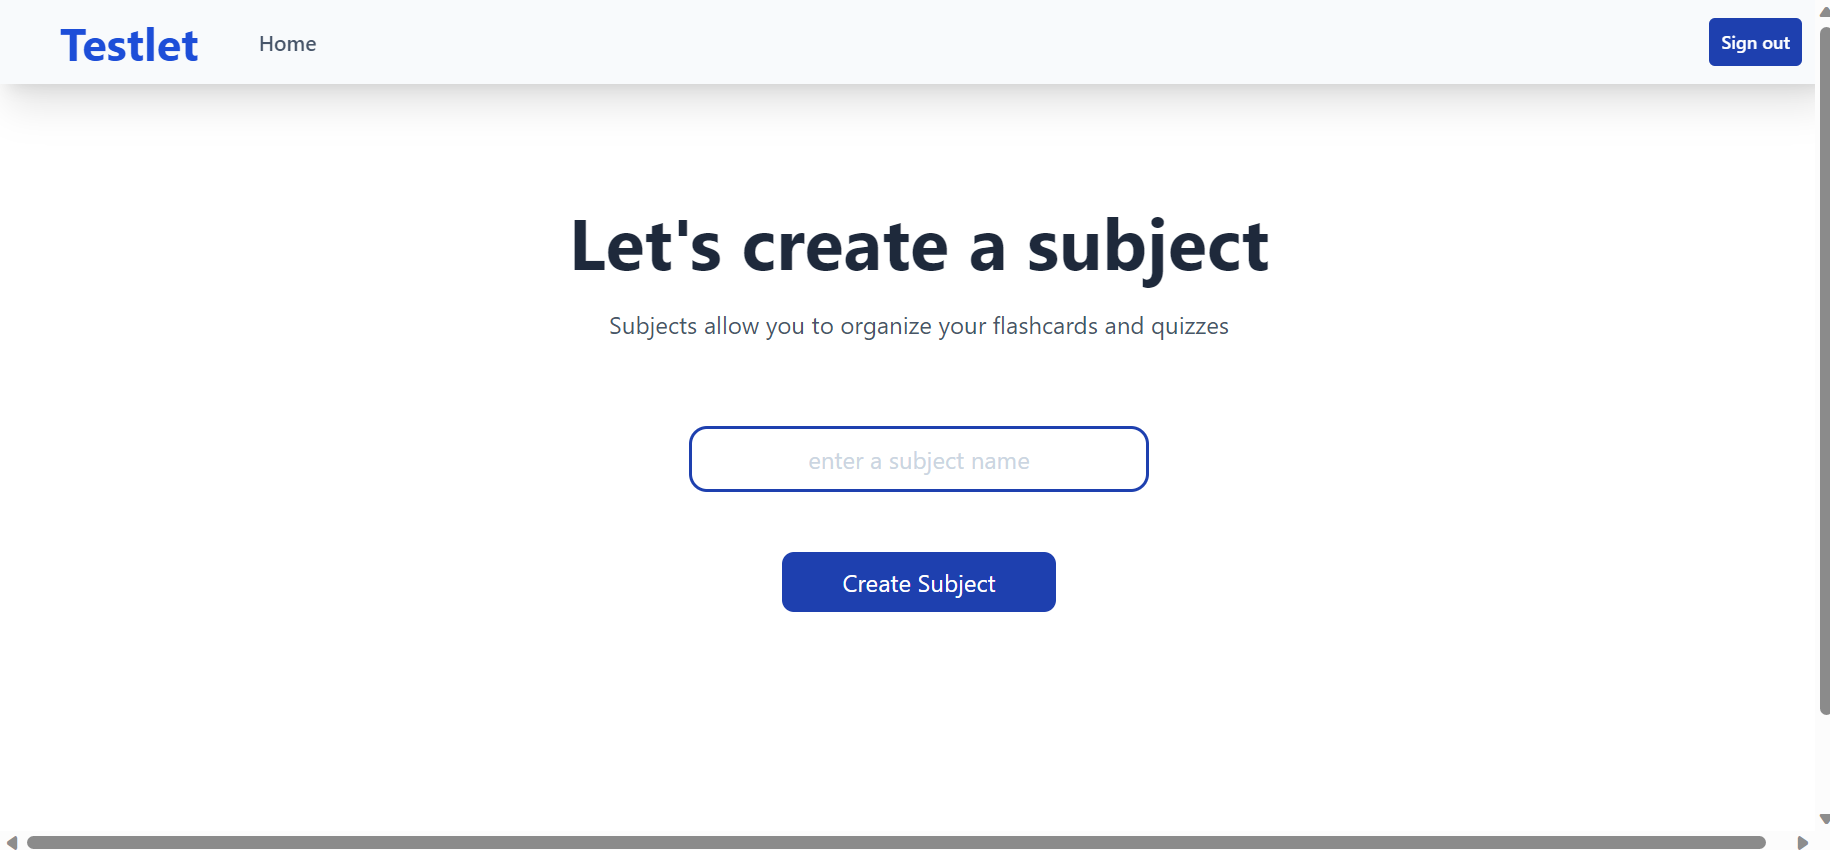 Testlet
Home
Sign out
Let's create a subject
Subjects allow you to organize your flashcards and quizzes
enter a subject name
Create Subject